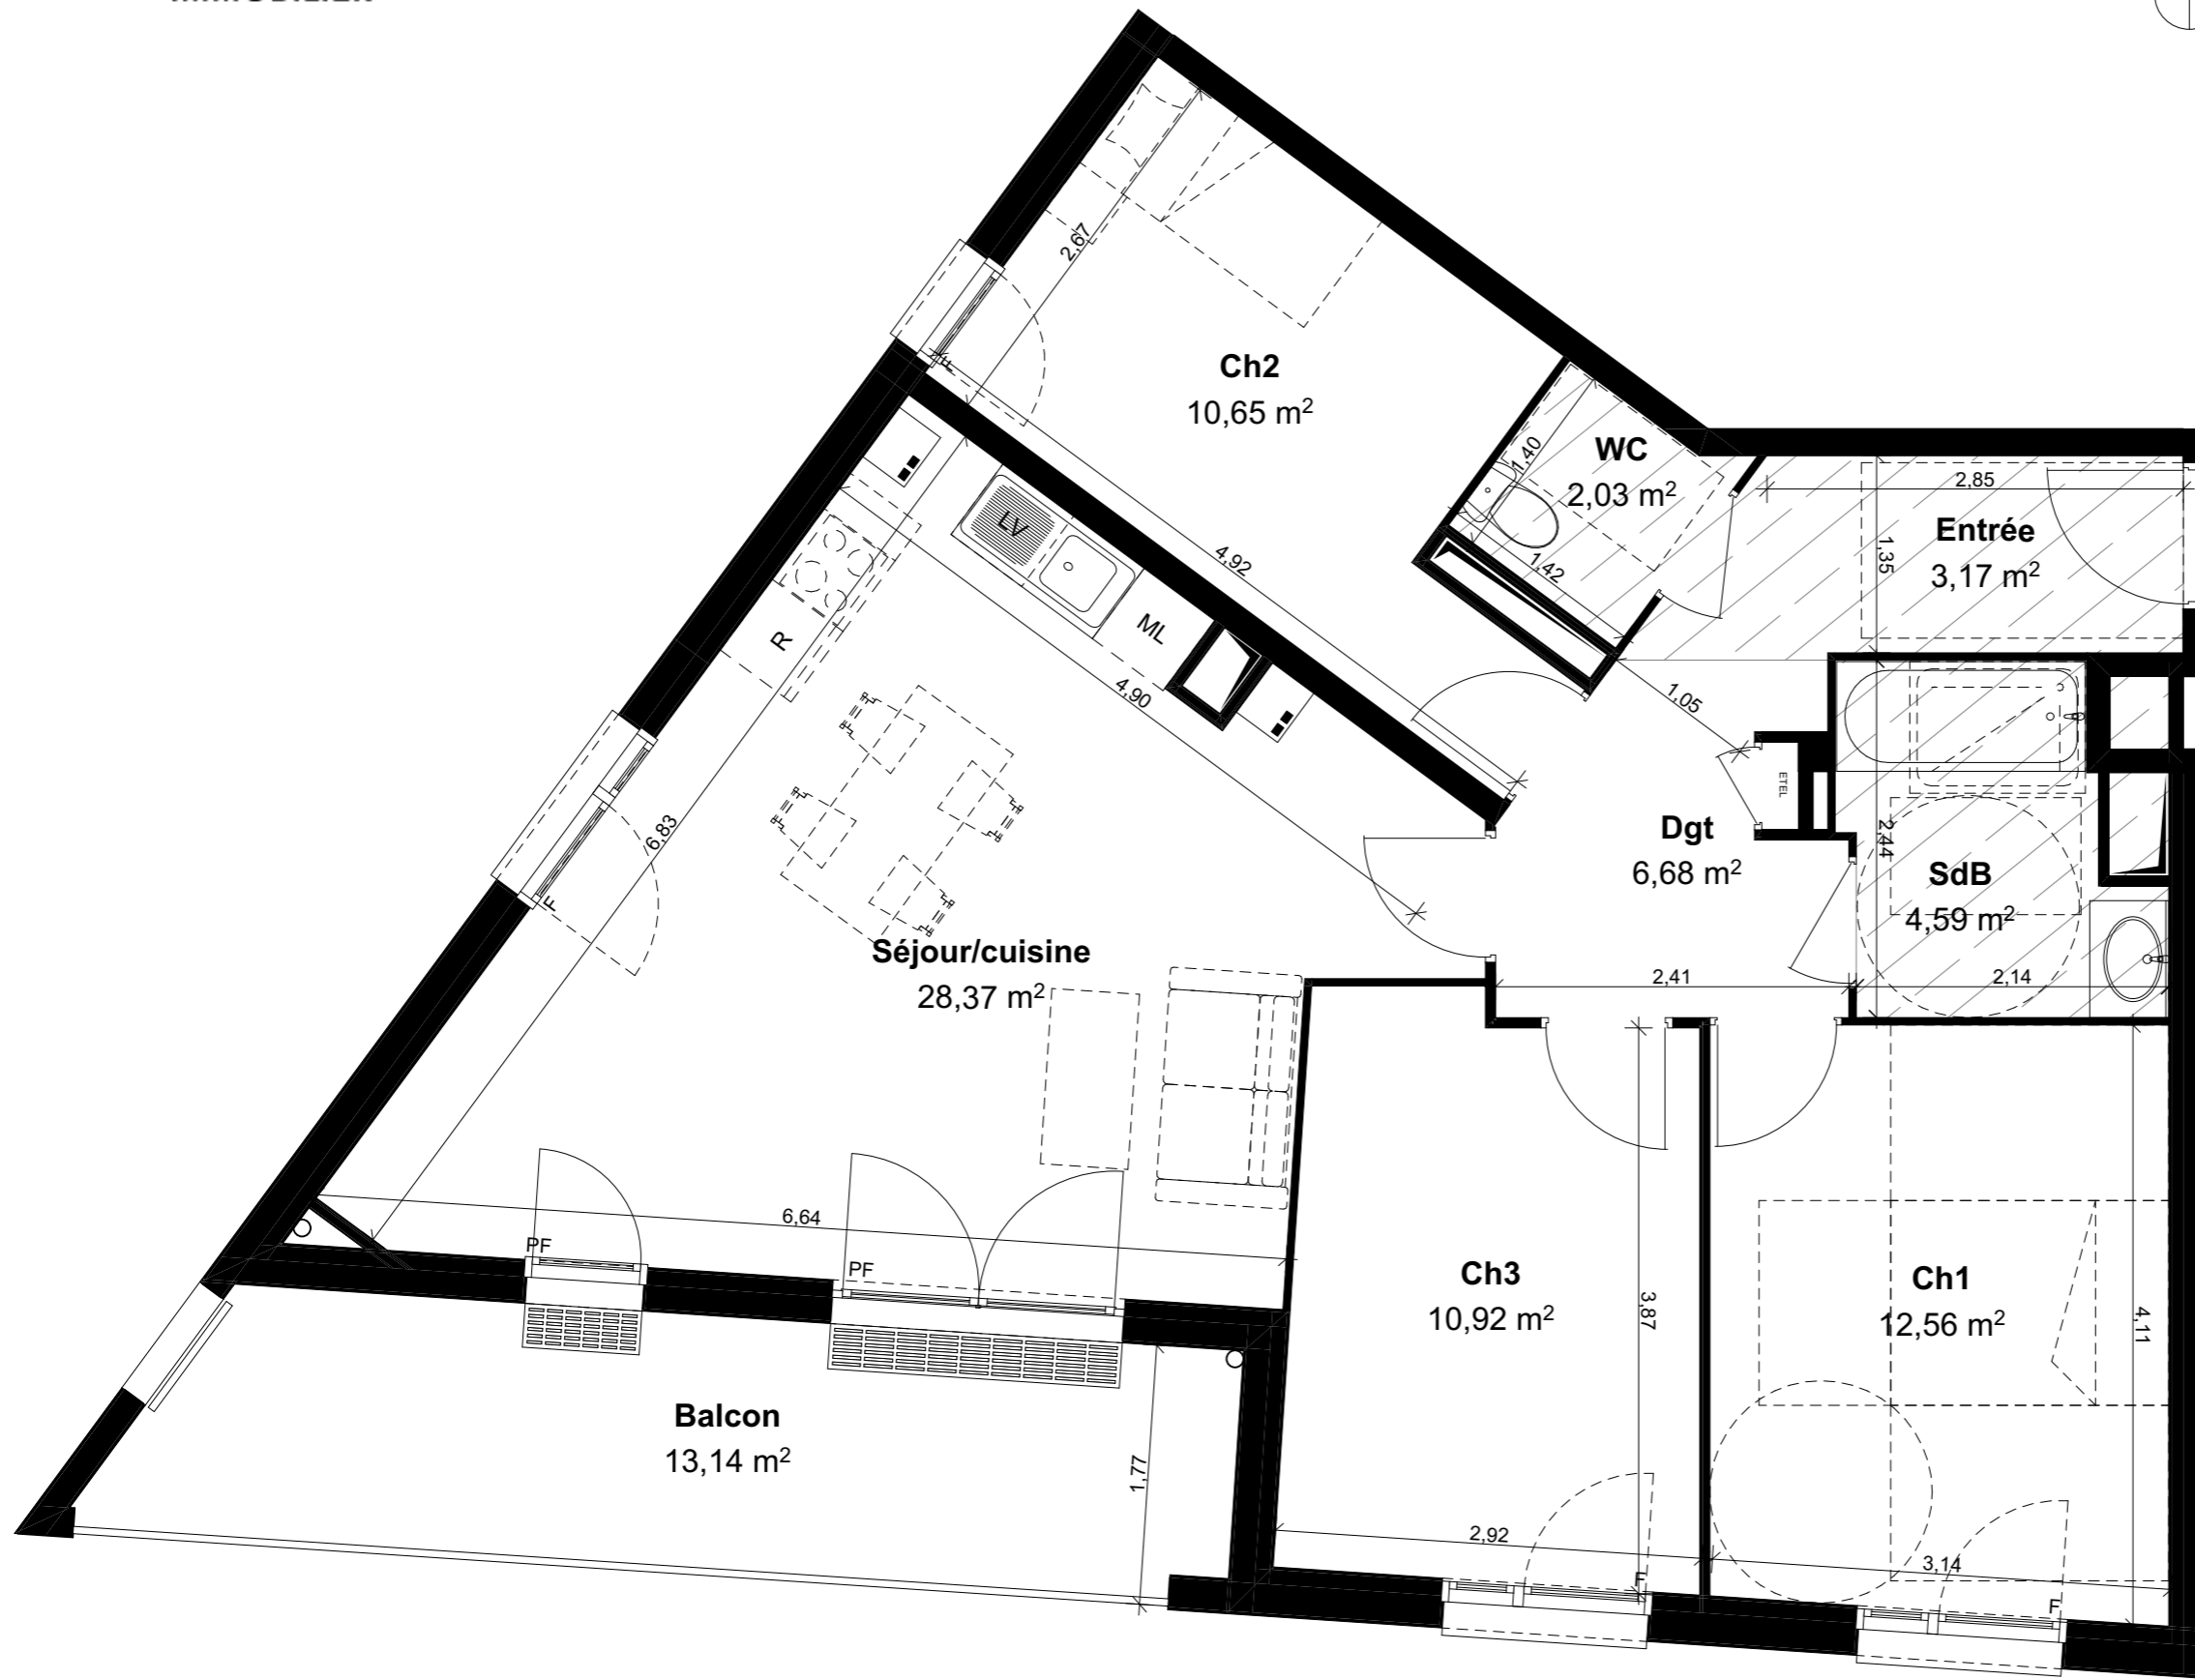 2,67
Ch2
10,65 m²
F
WC
2,03 m²
1,40
1,42
2,85
Entrée
3,17 m²
1,35
LV
ML
R
4,92
4,90
1,05
ETEL
Dgt
6,68 m²
SdB
4,59 m²
2,44
2,41
2,14
6,83
F
Séjour/cuisine
28,37 m²
6,64
PF
PF
Ch3
10,92 m²
3,87
Ch1
12,56 m²
4,11
Balcon
13,14 m²
1,77
2,92
3,14
F
F